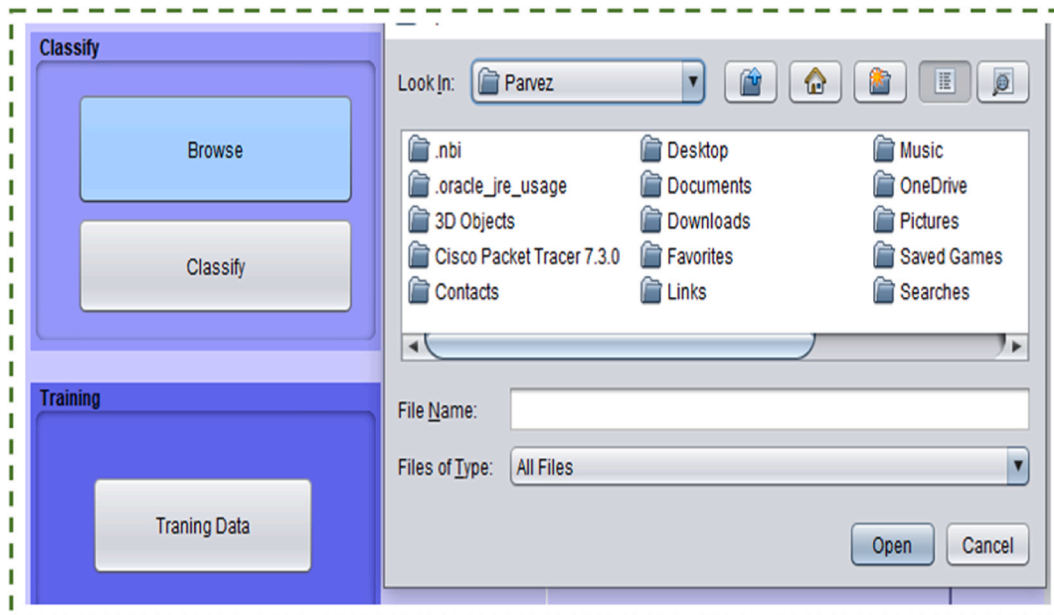 Classify
Browse
Classify
Training
Traning Data
Look In: Parvez
.nbi Desktop Music
.oracle_jre_usage Documents OneDrive
3D Objects Downloads Pictures
Cisco Packet Tracer 7.3.0 Favorites Saved Games
Contacts Links Searches
File Name:
Files of Type: All Files
Open Cancel